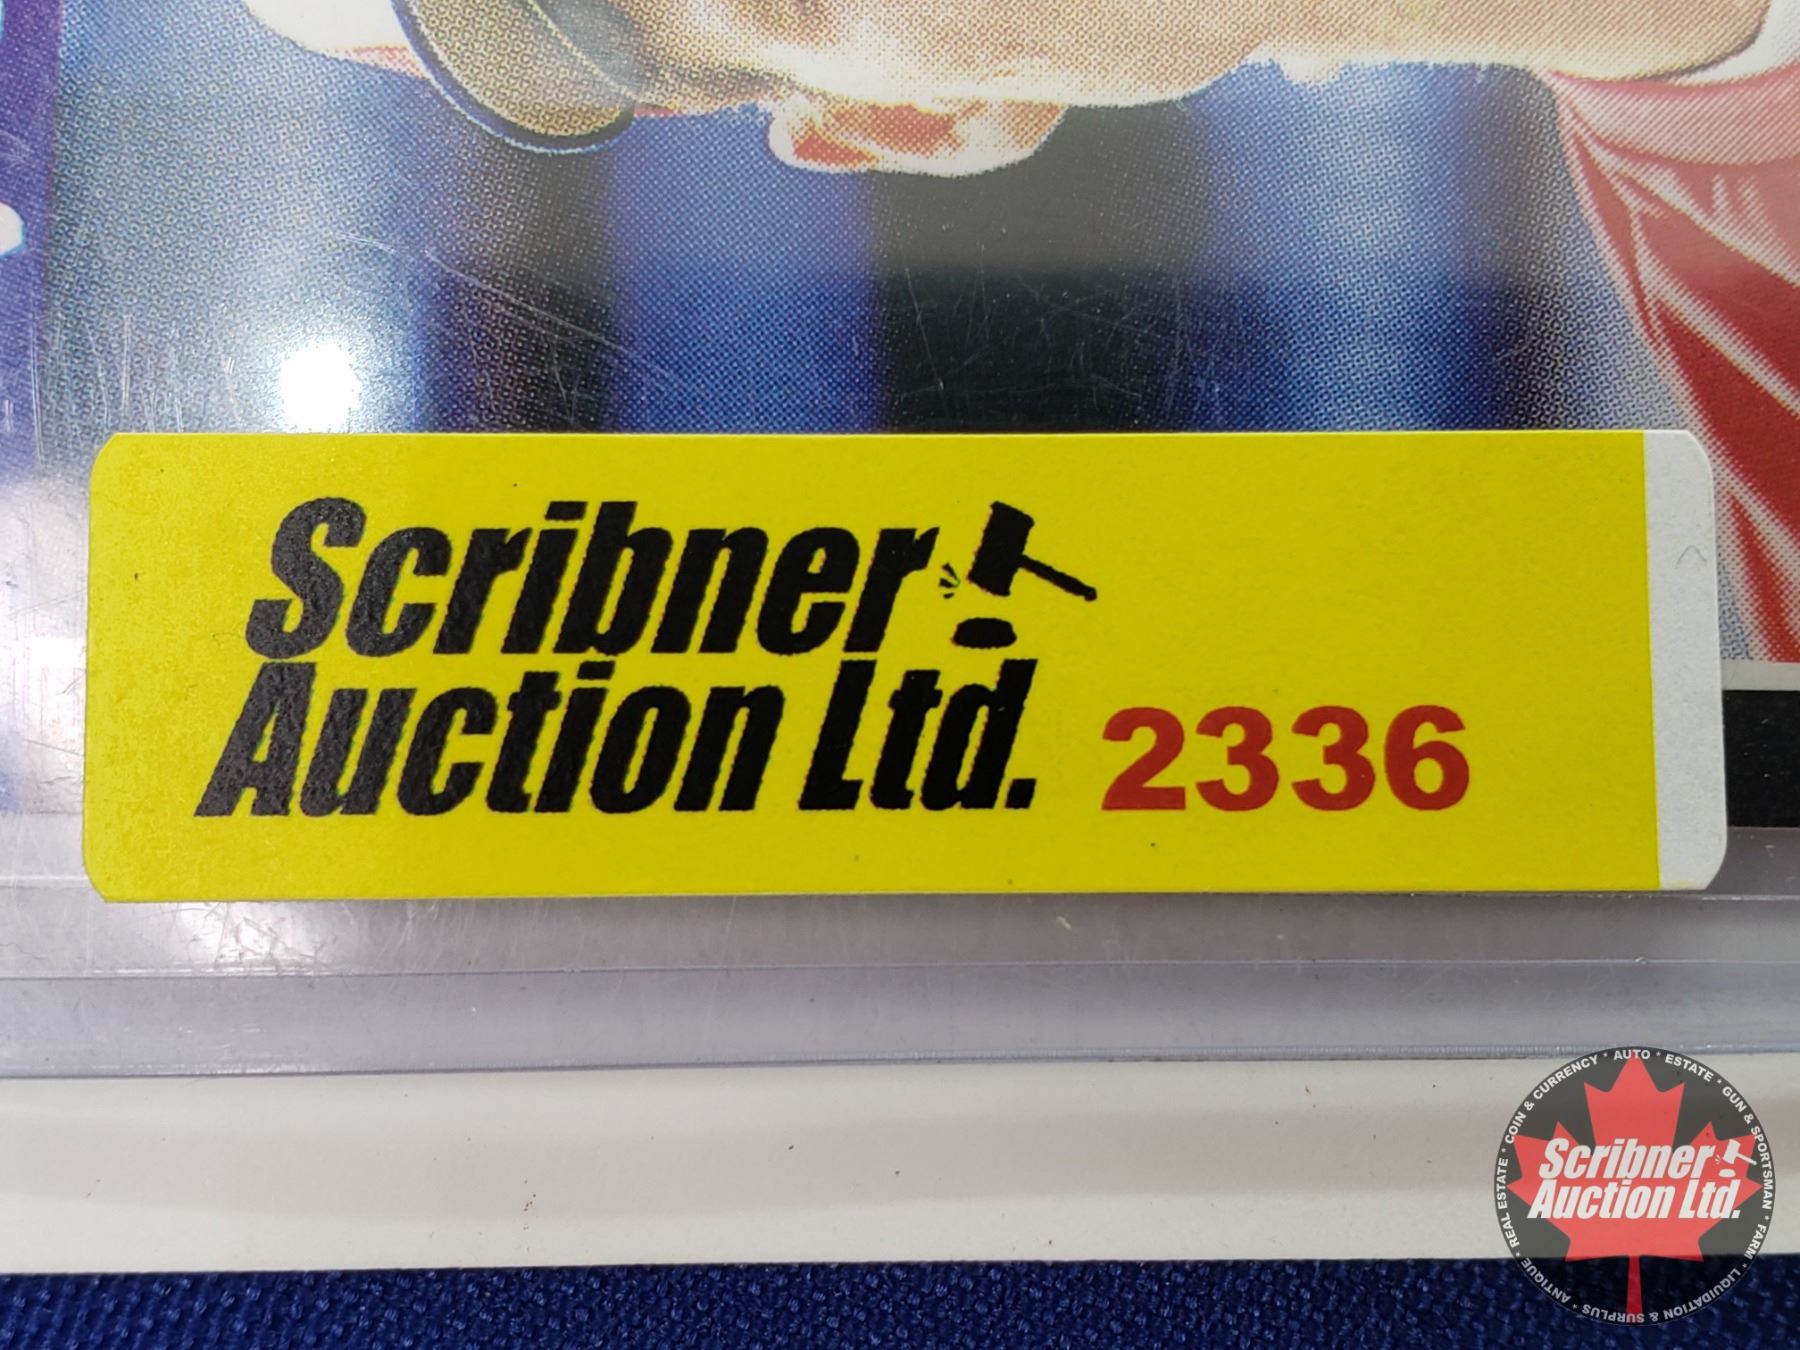 Scribner
Auction Ltd. 2336
REAL ESTATE * COIN & CURRENCY * AUTO * ESTATE * GUN & SPORTSMAN * FARM * LIQUIDATION & SURPLUS * ANTIQUE *
Scribner
Auction Ltd.